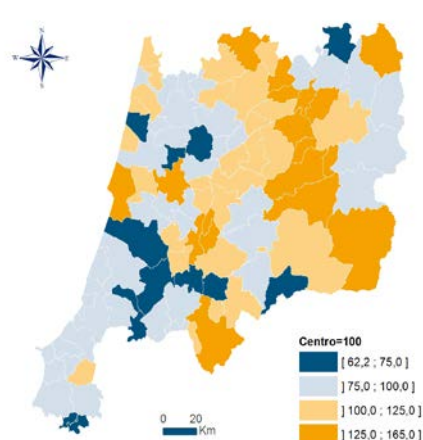 N
W
E
S
Centro=100
[ 62,2 ; 75,0 ]
] 75,0 ; 100,0 ]
] 100,0 ; 125,0 ]
] 125,0 ; 165,0 ]
0 20
Km